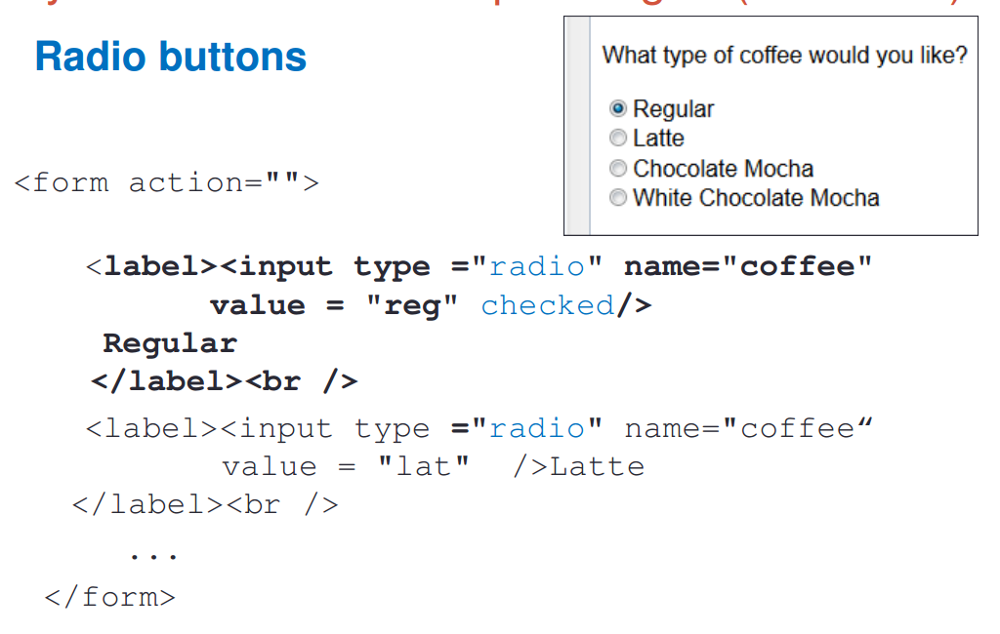 Radio buttons
What type of coffee would you like?
Regular
Latte
Chocolate Mocha
White Chocolate Mocha
<form action="">
<label><input type ="radio" name="coffee"
value = "reg" checked/>
Regular
</label><br />
<label><input type ="radio" name="coffee“
value = "lat"  />Latte
</label><br />
...
</form>